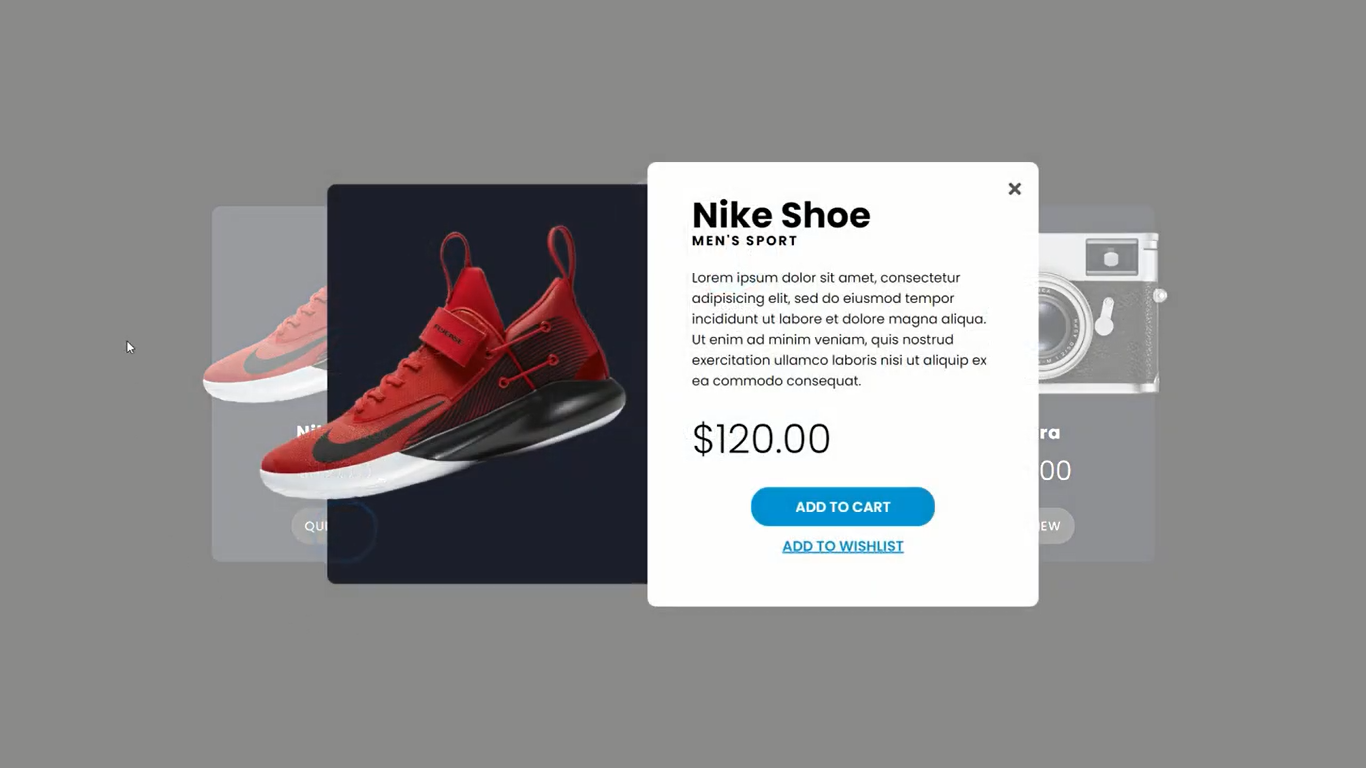 Nike Shoe
MEN'S SPORT
Lorem ipsum dolor sit amet, consectetur
adipisicing elit, sed do eiusmod tempor
incididunt ut labore et dolore magna aliqua.
Ut enim ad minim veniam, quis nostrud
exercitation ullamco laboris nisi ut aliquip ex
ea commodo consequat.
$120.00
ADD TO CART
ADD TO WISHLIST
Ni
QUI
ra
00
EW